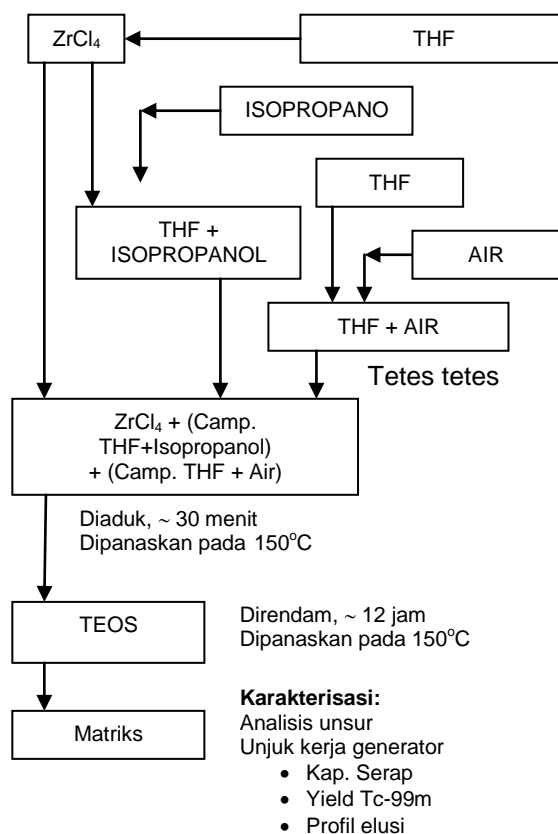 ZrCl₄
THF
ISOPROPANO
THF
THF +
ISOPROPANOL
AIR
THF + AIR
Tetes tetes
ZrCl₄ + (Camp.
THF+Isopropanol)
+ (Camp. THF + Air)
Diaduk, ~ 30 menit
Dipanaskan pada 150°C
TEOS
Direndam, ~ 12 jam
Dipanaskan pada 150°C
Matriks
Karakterisasi:
Analisis unsur
Unjuk kerja generator
• Kap. Serap
• Yield Tc-99m
• Profil elusi